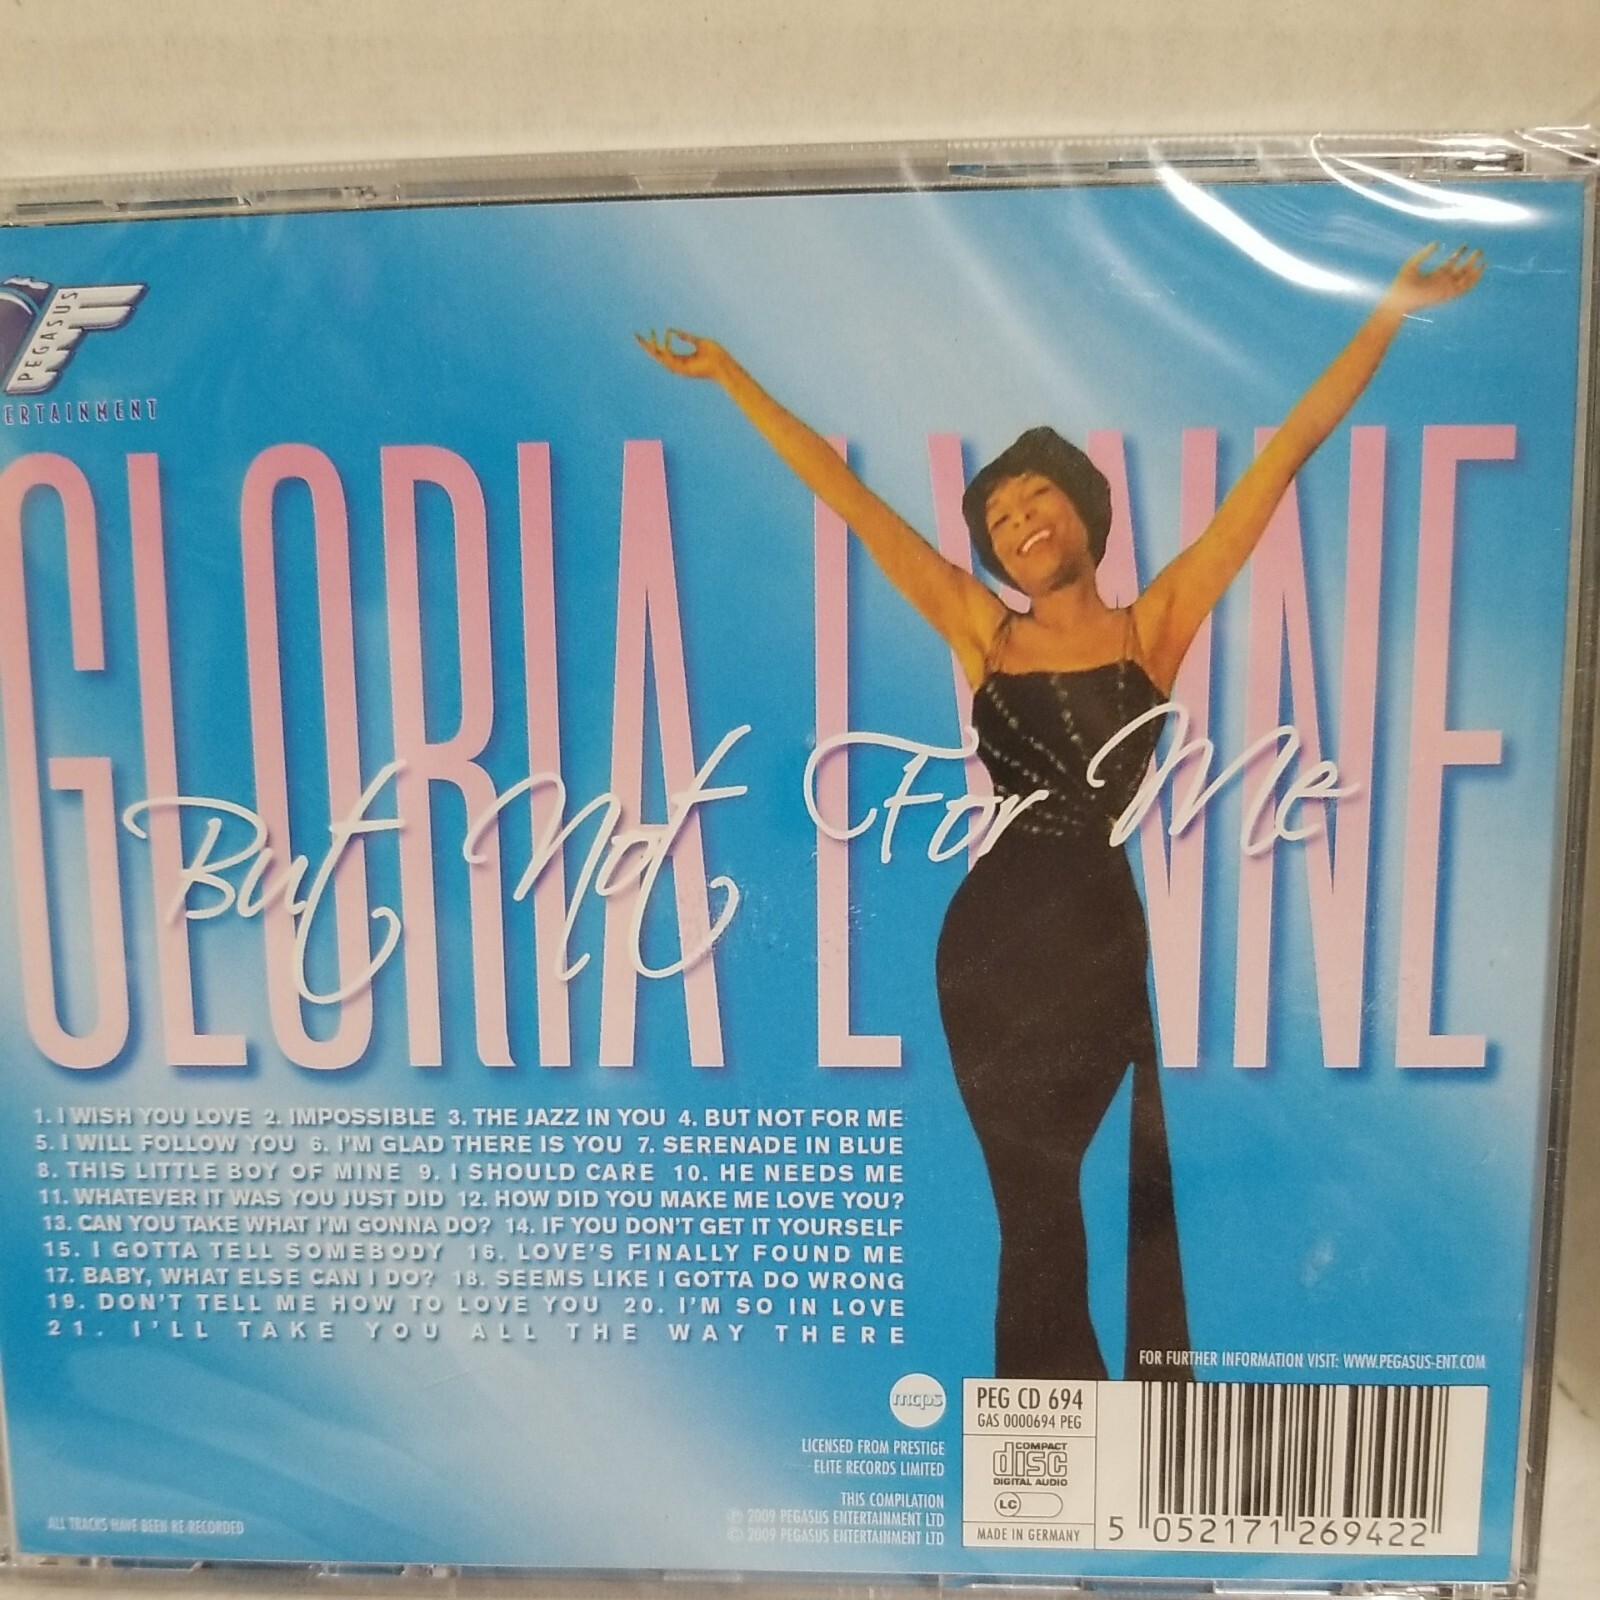 PEGASUS
ERTAINMENT
GLORIA LYNNE
But Not For Me
1. I WISH YOU LOVE 2. IMPOSSIBLE 3. THE JAZZ IN YOU 4. BUT NOT FOR ME
5. I WILL FOLLOW YOU 6. I'M GLAD THERE IS YOU 7. SERENADE IN BLUE
8. THIS LITTLE BOY OF MINE 9. I SHOULD CARE 10. HE NEEDS ME
11. WHATEVER IT WAS YOU JUST DID 12. HOW DID YOU MAKE ME LOVE YOU?
13. CAN YOU TAKE WHAT I'M GONNA DO? 14. IF YOU DON'T GET IT YOURSELF
15. I GOTTA TELL SOMEBODY 16. LOVE'S FINALLY FOUND ME
17. BABY, WHAT ELSE CAN I DO? 18. SEEMS LIKE I GOTTA DO WRONG
19. DON'T TELL ME HOW TO LOVE YOU 20. I'M SO IN LOVE
21. I'LL TAKE YOU ALL THE WAY THERE
FOR FURTHER INFORMATION VISIT: WWW.PEGASUS-ENT.COM
mcps
LICENSED FROM PRESTIGE
ELITE RECORDS LIMITED
THIS COMPILATION
℗ 2009 PEGASUS ENTERTAINMENT LTD
© 2009 PEGASUS ENTERTAINMENT LTD
ALL TRACKS HAVE BEEN RE-RECORDED
PEG CD 694
GAS 0000694 PEG
COMPACT
disc
DIGITAL AUDIO
LC
MADE IN GERMANY
5 052171 269422